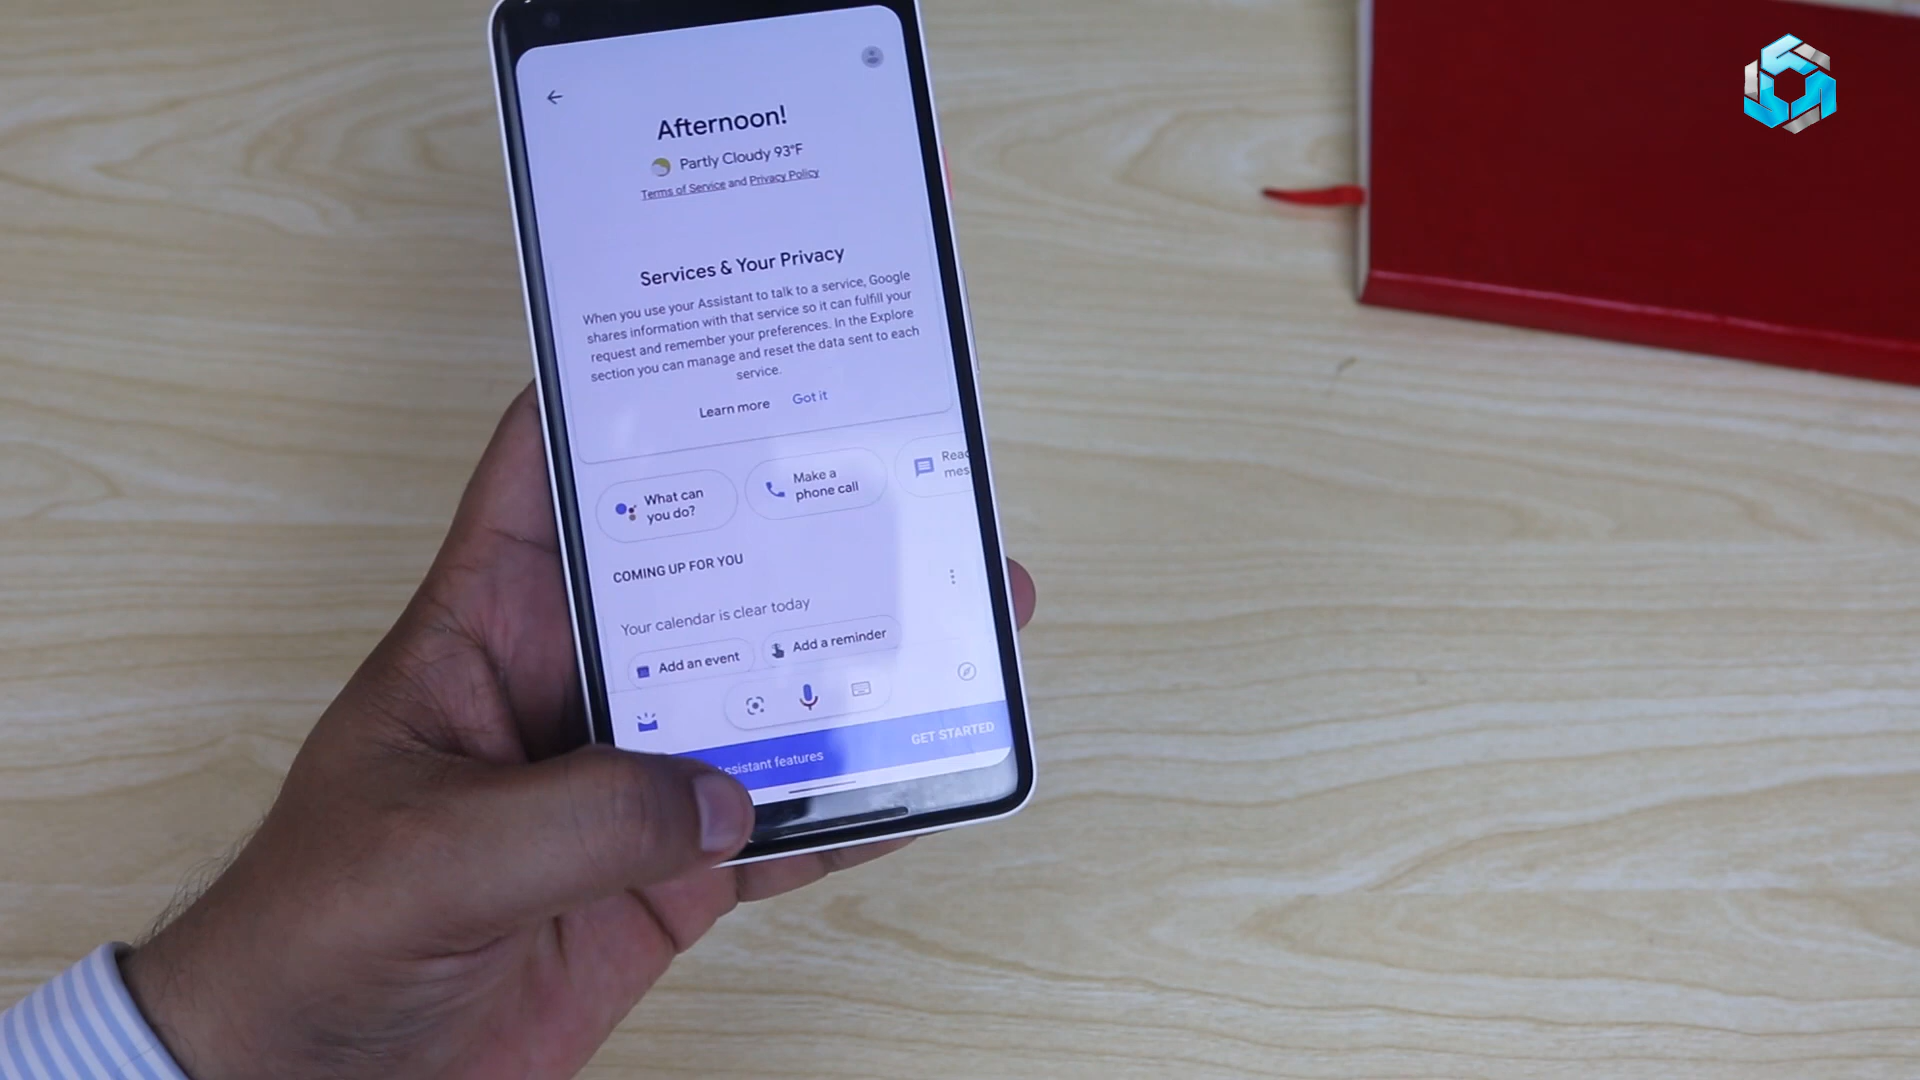 Afternoon!
Partly Cloudy 93°F
Terms of Service and Privacy Policy
Services & Your Privacy
When you use your Assistant to talk to a service, Google
shares information with that service so it can fulfill your
request and remember your preferences. In the Explore
section you can manage and reset the data sent to each
service.
Learn more Got it
What can
you do?
Make a
phone call
COMING UP FOR YOU
Your calendar is clear today
Add an event
Add a reminder
features
GET STARTED